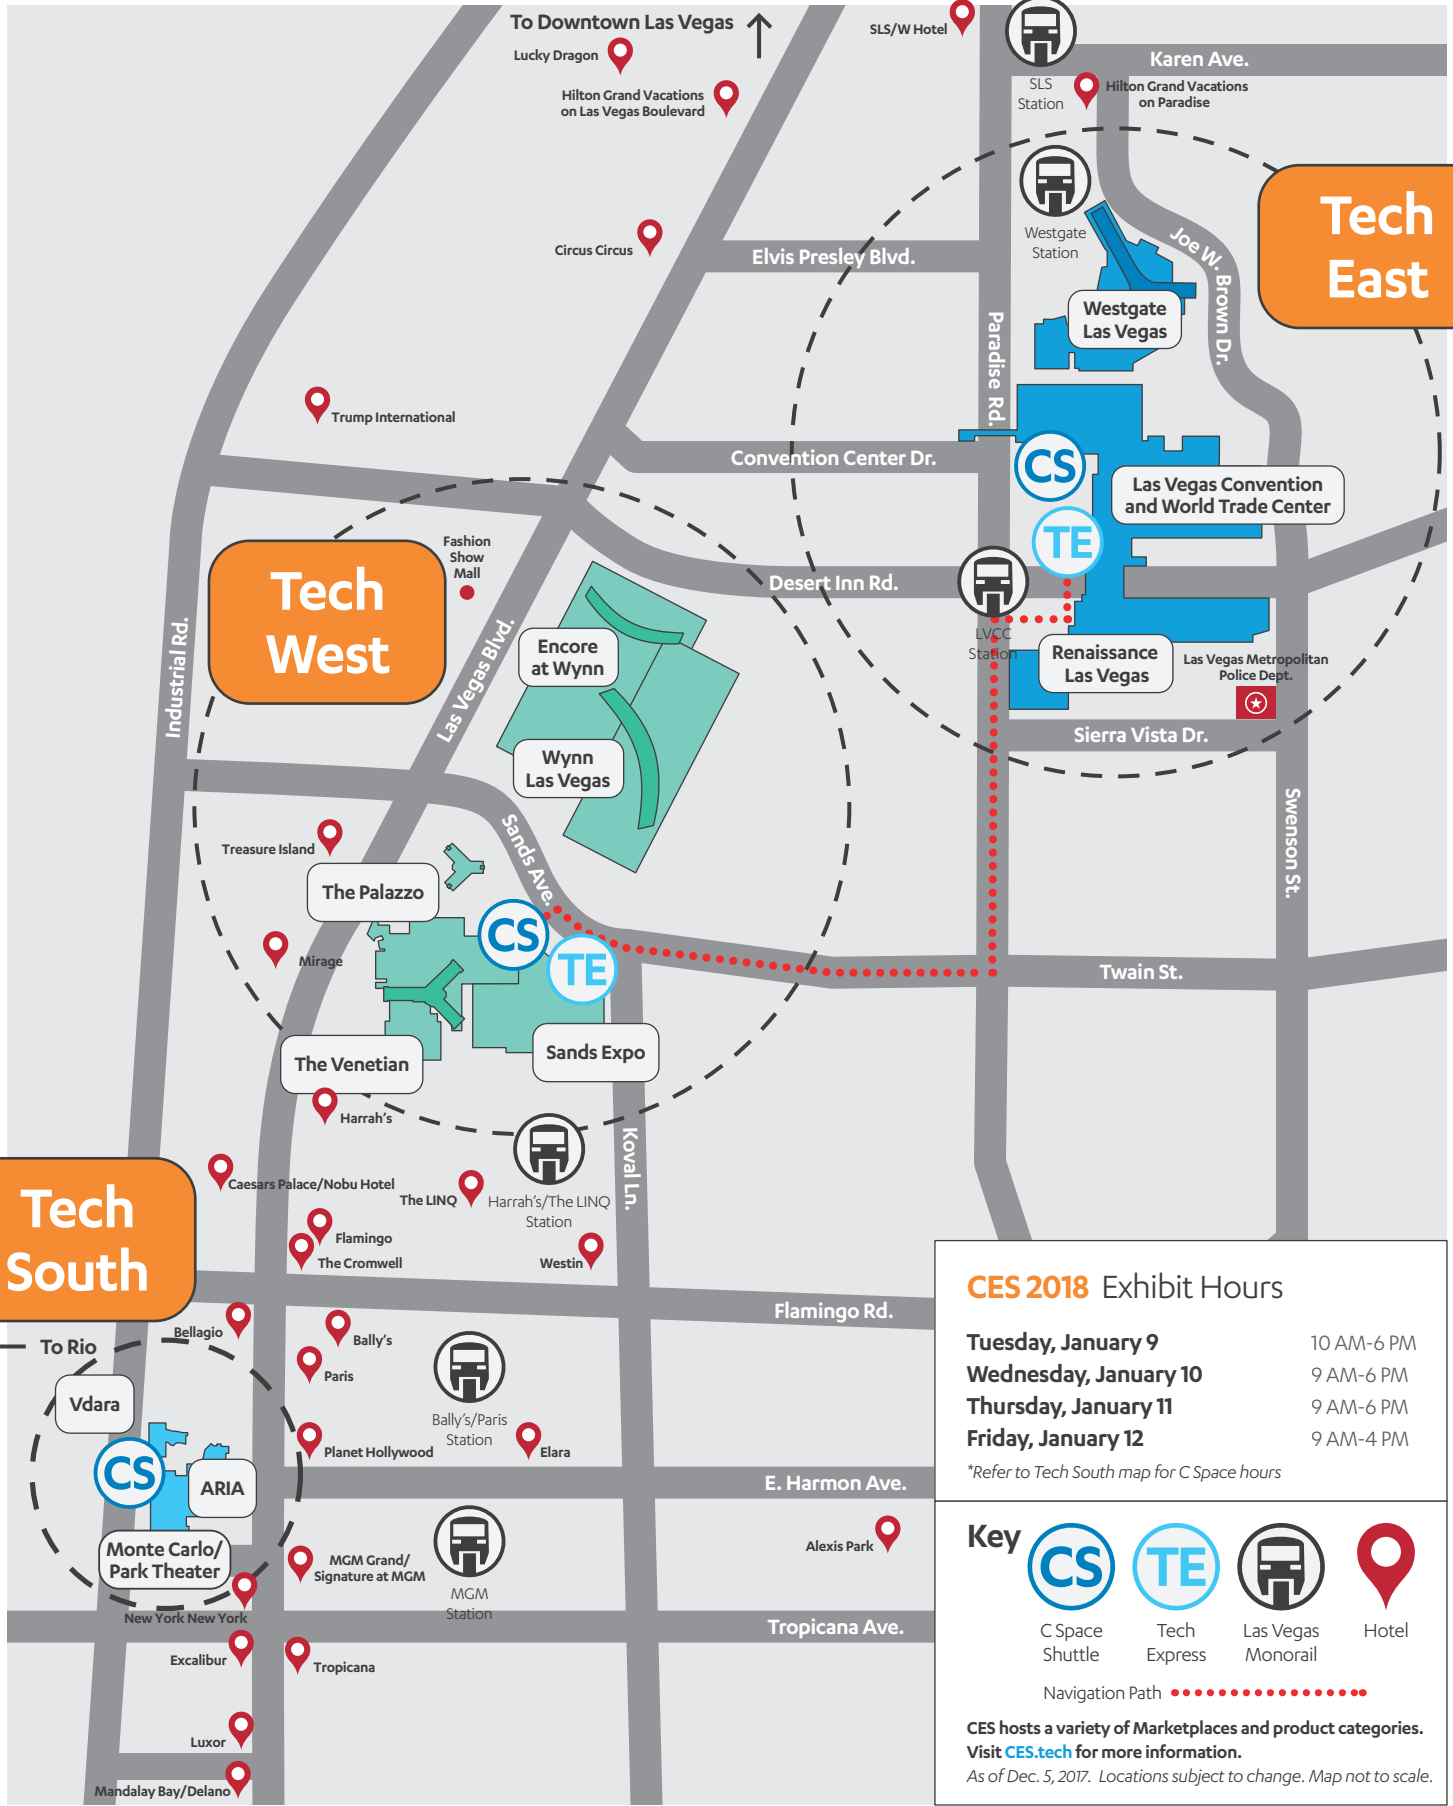 To Downtown Las Vegas
SLS/W Hotel
Lucky Dragon
Karen Ave.
SLS
Station
Hilton Grand Vacations
on Paradise
Hilton Grand Vacations
on Las Vegas Boulevard
Tech
East
Westgate
Station
Joe W. Brown Dr.
Circus Circus
Elvis Presley Blvd.
Westgate
Las Vegas
Paradise Rd.
Trump International
Convention Center Dr.
CS
Las Vegas Convention
and World Trade Center
TE
Fashion
Show
Mall
Tech
West
Desert Inn Rd.
LVCC
Station
Industrial Rd.
Las Vegas Blvd.
Encore
at Wynn
Renaissance
Las Vegas
Las Vegas Metropolitan
Police Dept.
Sierra Vista Dr.
Wynn
Las Vegas
Swenson St.
Sands Ave.
Treasure Island
The Palazzo
CS
TE
Mirage
Twain St.
Sands Expo
The Venetian
Harrah's
Koval Ln.
Caesars Palace/Nobu Hotel
The LINQ
Harrah's/The LINQ
Station
Tech
South
Flamingo
The Cromwell
Westin
Flamingo Rd.
Bellagio
Bally's
To Rio
Paris
Vdara
Bally's/Paris
Station
Planet Hollywood
Elara
CS
ARIA
E. Harmon Ave.
Monte Carlo/
Park Theater
MGM Grand/
Signature at MGM
Alexis Park
MGM
Station
New York New York
Tropicana Ave.
Excalibur
Tropicana
Luxor
Mandalay Bay/Delano
CES 2018 Exhibit Hours
Tuesday, January 9 10 AM-6 PM
Wednesday, January 10 9 AM-6 PM
Thursday, January 11 9 AM-6 PM
Friday, January 12 9 AM-4 PM
*Refer to Tech South map for C Space hours
Key
CS
TE
C Space
Shuttle
Tech
Express
Las Vegas
Monorail
Hotel
Navigation Path
CES hosts a variety of Marketplaces and product categories.
Visit CES.tech for more information.
As of Dec. 5, 2017. Locations subject to change. Map not to scale.